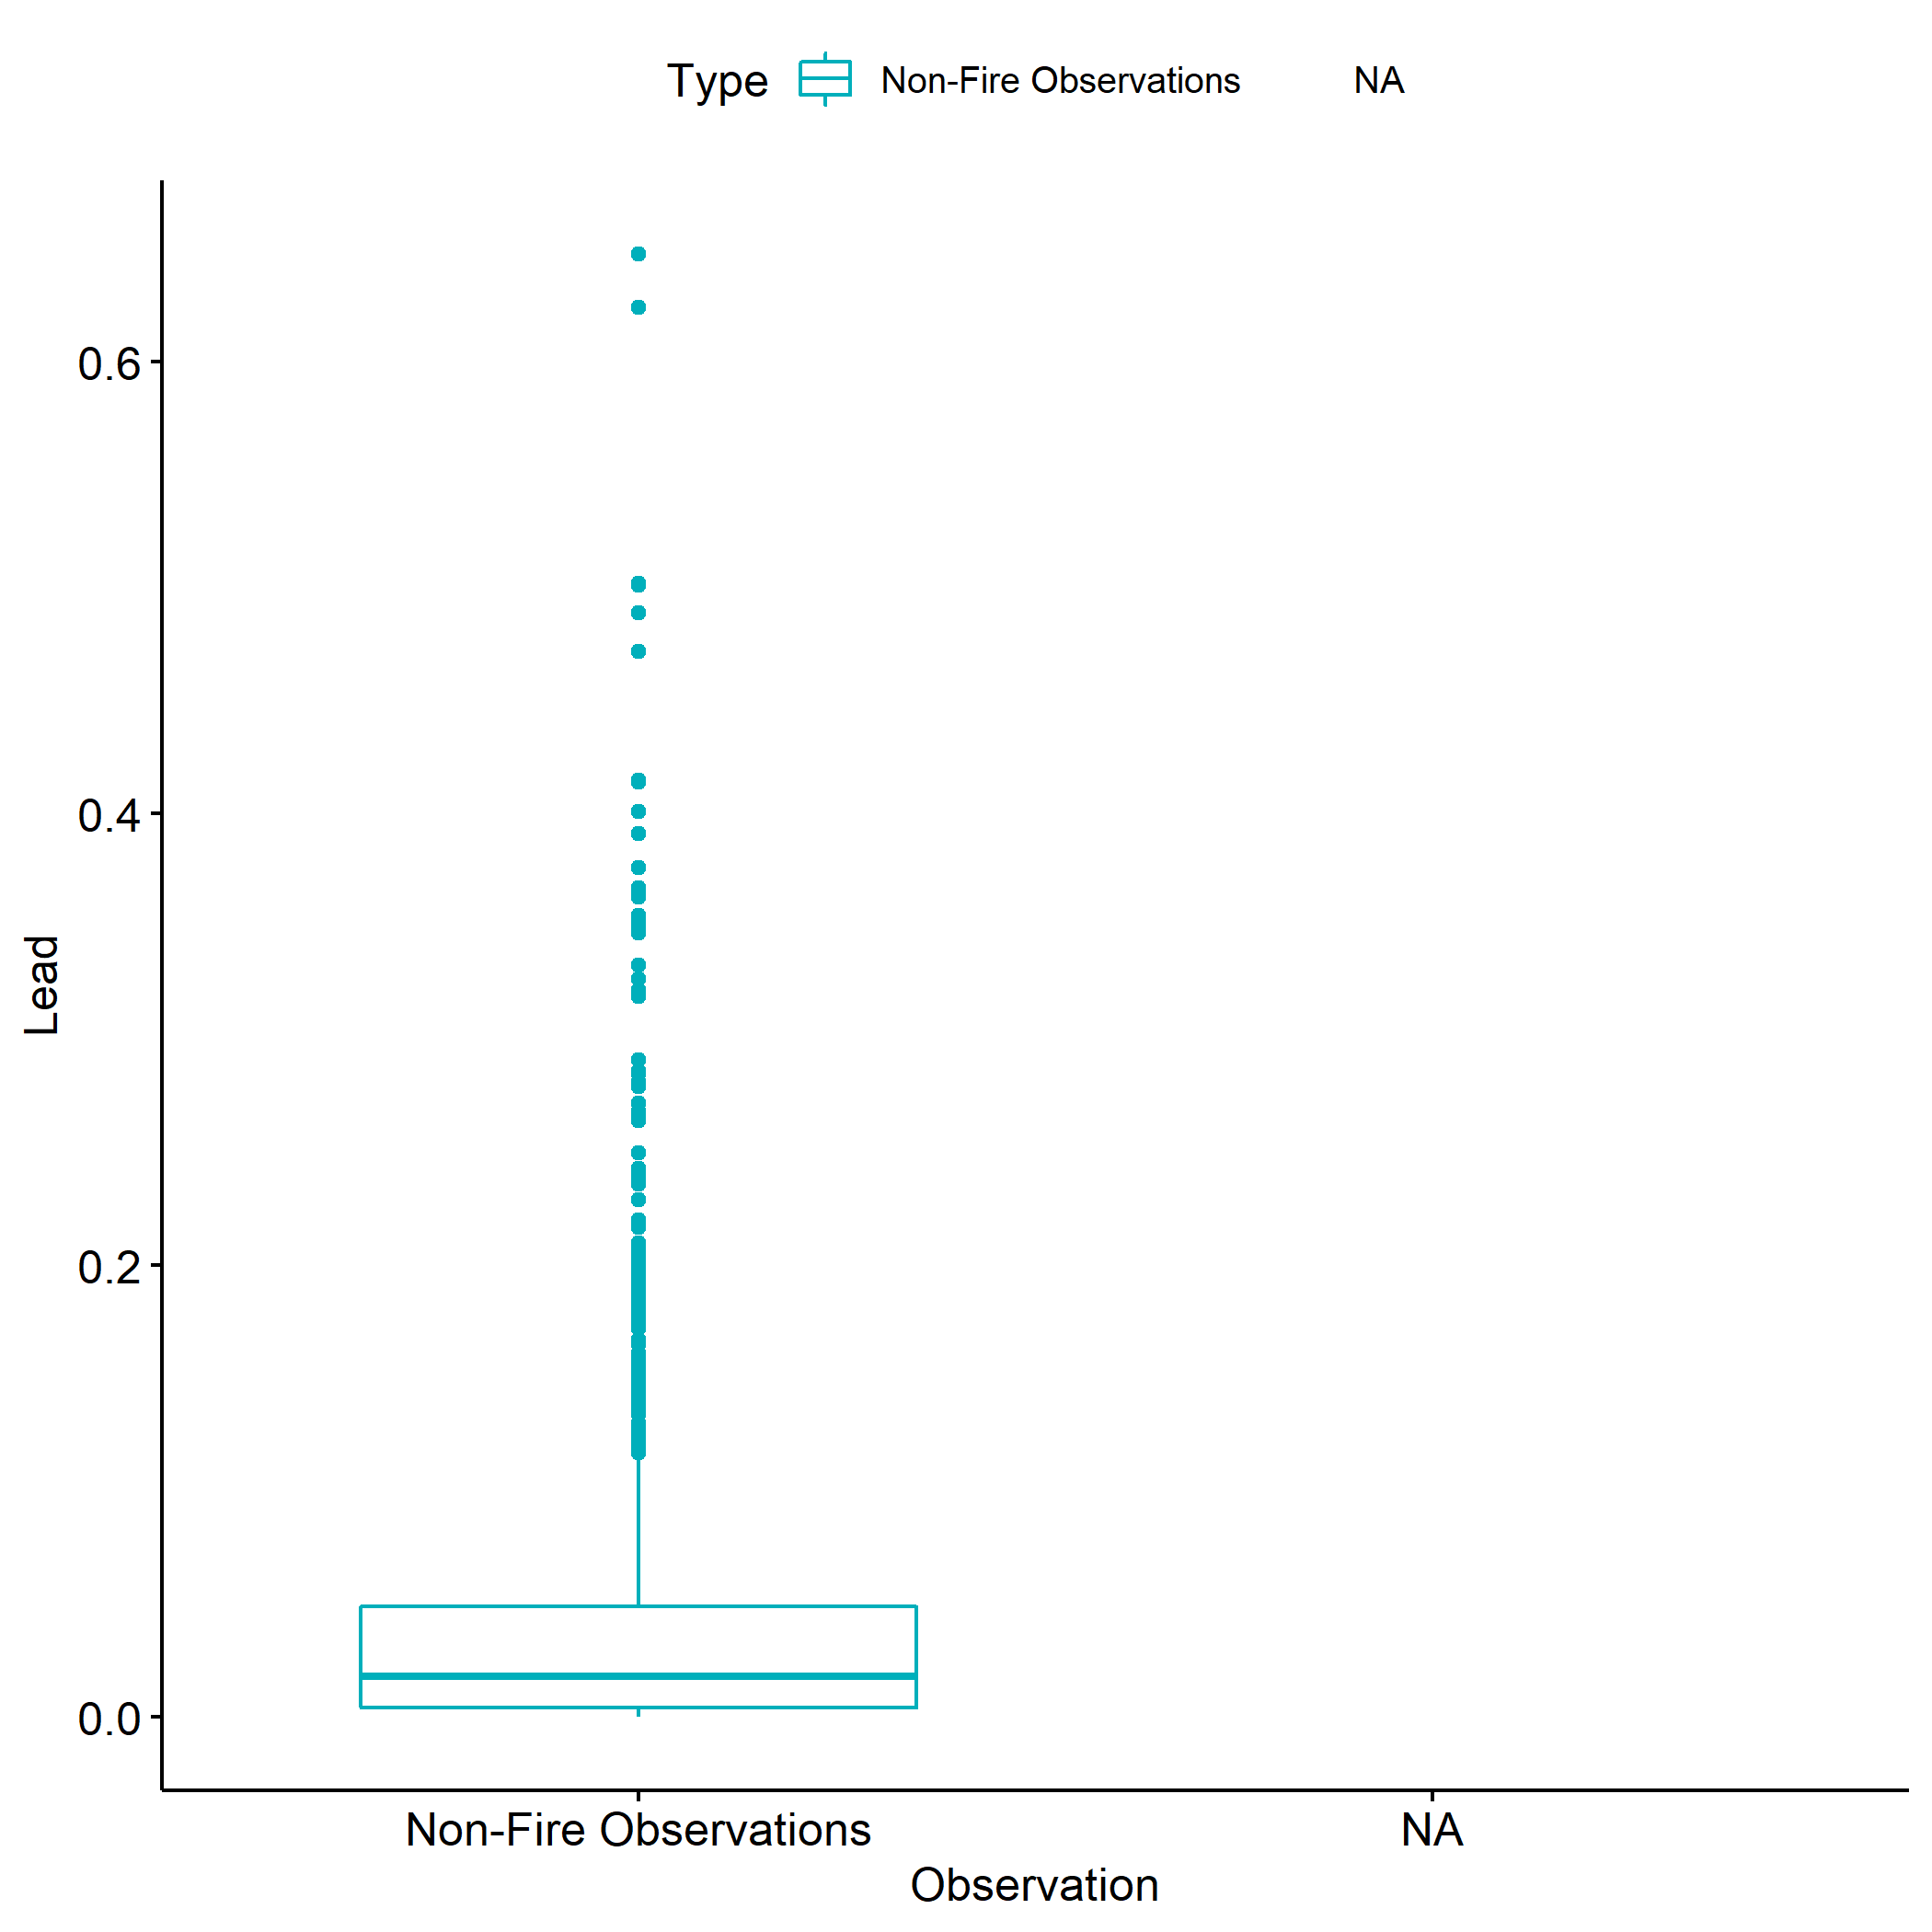 Type Non-Fire Observations NA
0.6
0.4
0.2
0.0
Lead
Non-Fire Observations NA
Observation